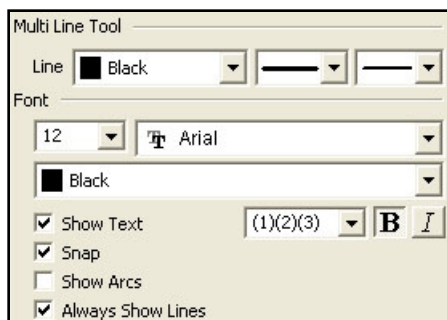 Multi Line Tool
Line Black
Font
12 Arial
Black
Show Text (1)(2)(3) B I
Snap
Show Arcs
Always Show Lines